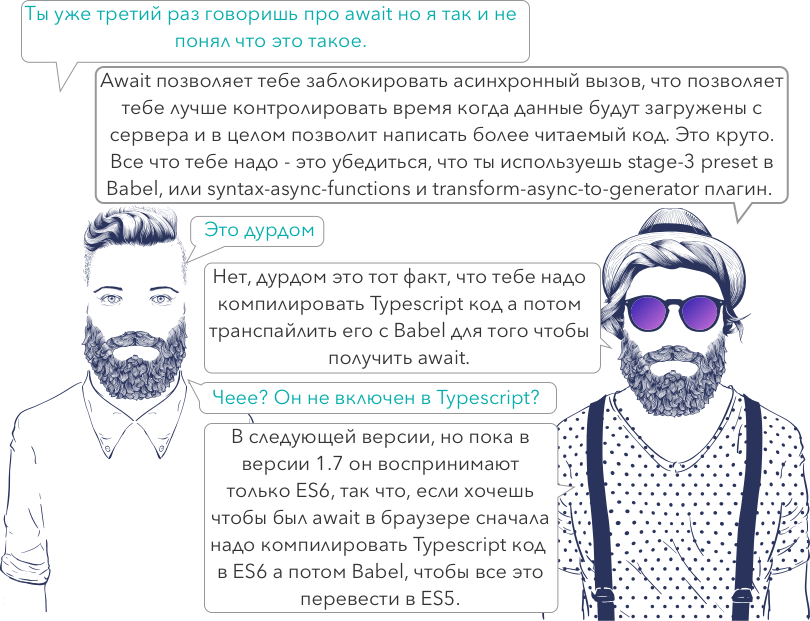 Ты уже третий раз говоришь про await но я так и не
понял что это такое.
Await позволяет тебе заблокировать асинхронный вызов, что позволяет
тебе лучше контролировать время когда данные будут загружены с
сервера и в целом позволит написать более читаемый код. Это круто.
Все что тебе надо - это убедиться, что ты используешь stage-3 preset в
Babel, или syntax-async-functions и transform-async-to-generator плагин.
Это дурдом
Нет, дурдом это тот факт, что тебе надо
компилировать Typescript код а потом
транспайлить его с Babel для того чтобы
получить await.
Чеее? Он не включен в Typescript?
В следующей версии, но пока в
версии 1.7 он воспринимают
только ES6, так что, если хочешь
чтобы был await в браузере сначала
надо компилировать Typescript код
в ES6 а потом Babel, чтобы все это
перевести в ES5.